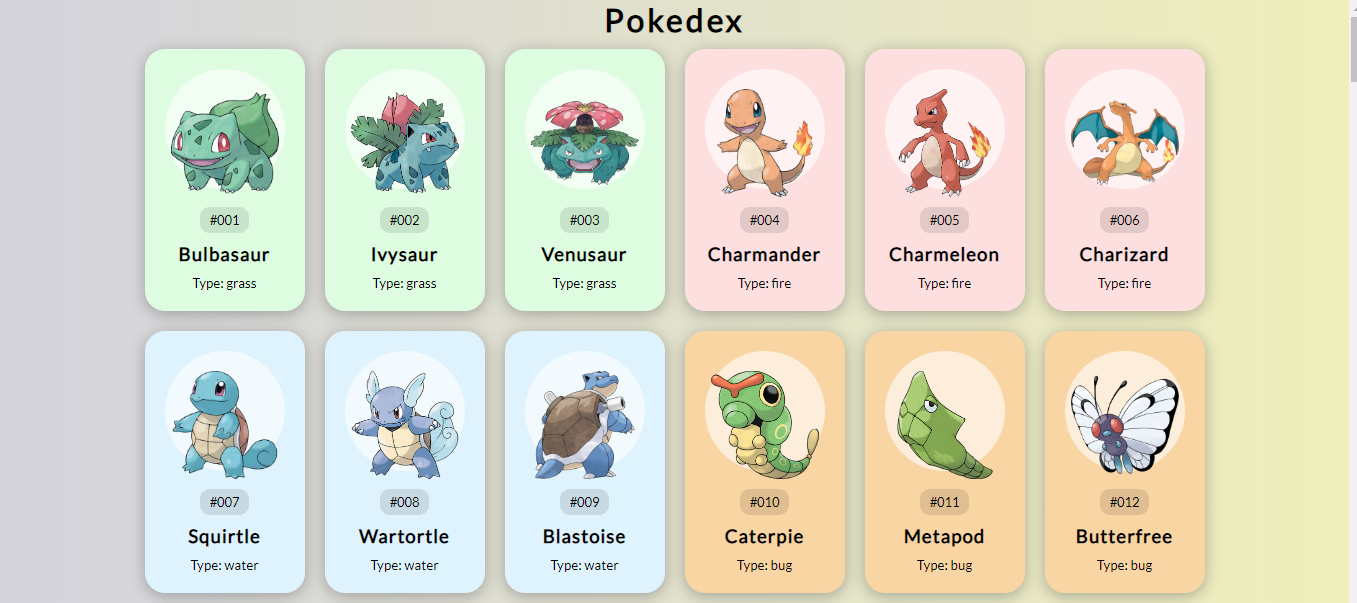 Pokedex
#001
Bulbasaur
Type: grass
#002
Ivysaur
Type: grass
#003
Venusaur
Type: grass
#004
Charmander
Type: fire
#005
Charmeleon
Type: fire
#006
Charizard
Type: fire
#007
Squirtle
Type: water
#008
Wartortle
Type: water
#009
Blastoise
Type: water
#010
Caterpie
Type: bug
#011
Metapod
Type: bug
#012
Butterfree
Type: bug